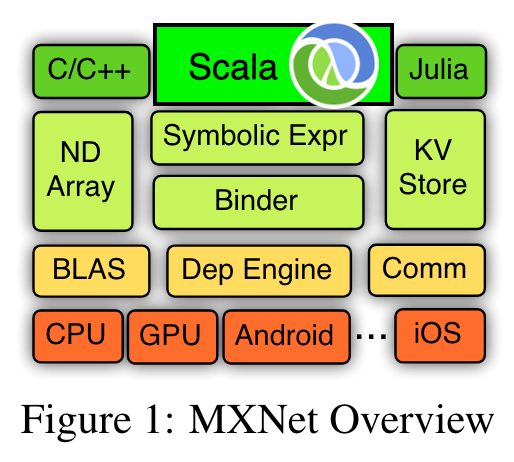 C/C++ Scala Julia
ND Array Symbolic Expr KV Store
Binder
BLAS Dep Engine Comm
CPU GPU Android ... iOS
Figure 1: MXNet Overview